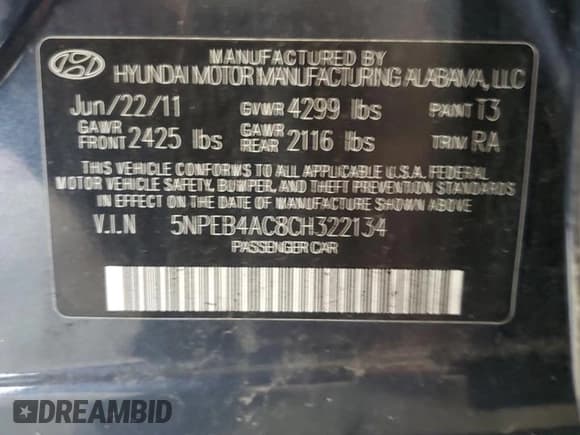 MANUFACTURED BY
HYUNDAI MOTOR MANUFACTURING ALABAMA, LLC
Jun/22/11 GVWR 4299 lbs PAINT T3
GAWR FRONT 2425 lbs GAWR REAR 2116 lbs TRIM RA
THIS VEHICLE CONFORMS TO ALL APPLICABLE U.S.A. FEDERAL
MOTOR VEHICLE SAFETY, BUMPER, AND THEFT PREVENTION STANDARDS
IN EFFECT ON THE DATE OF MANUFACTURE SHOWN ABOVE.
V.I.N 5NPEB4AC8CH322134
PASSENGER CAR
DREAMBID